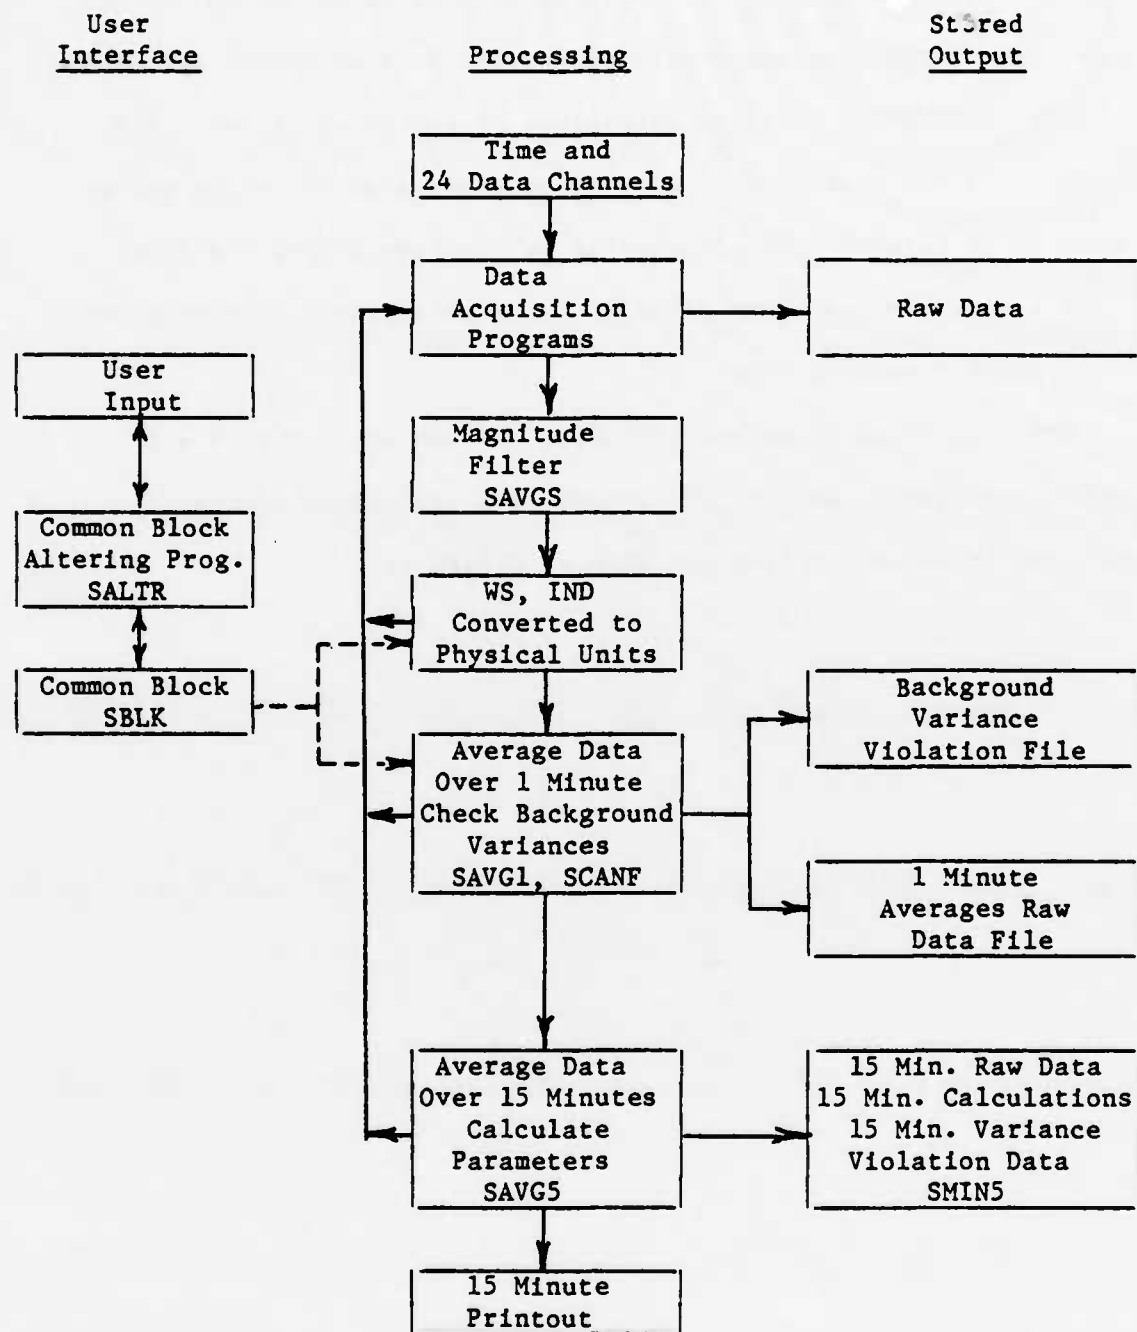 User
Interface
Processing
Stored
Output
Time and
24 Data Channels
Data
Acquisition
Programs
Raw Data
User
Input
Magnitude
Filter
SAVGS
Common Block
Altering Prog.
SALTR
WS, IND
Converted to
Physical Units
Common Block
SBLK
Background
Variance
Violation File
Average Data
Over 1 Minute
Check Background
Variances
SAVG1, SCANF
1 Minute
Averages Raw
Data File
Average Data
Over 15 Minutes
Calculate
Parameters
SAVG5
15 Min. Raw Data
15 Min. Calculations
15 Min. Variance
Violation Data
SMIN5
15 Minute
Printout